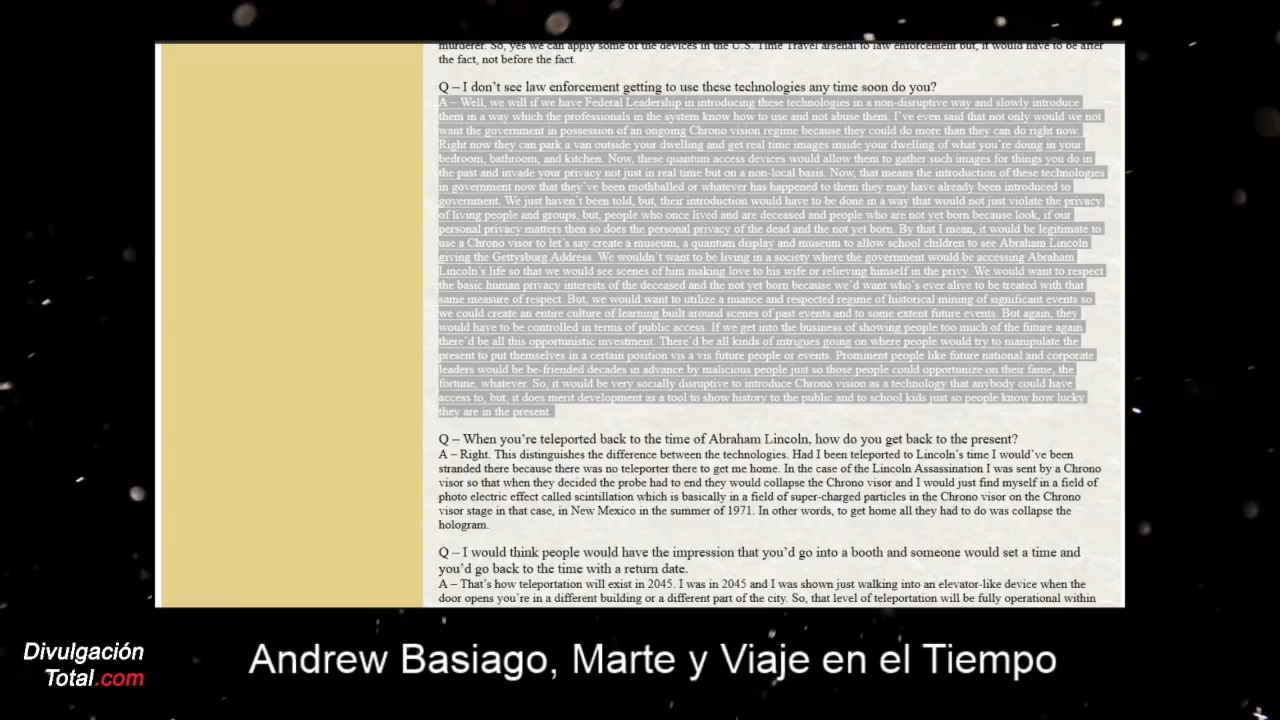 murderer. So, yes we can apply some of the devices in the U.S. Time Travel arsenal to law enforcement but, it would have to be after
the fact, not before the fact.
Q – I don't see law enforcement getting to use these technologies any time soon do you?
A – Well, we will if we have Federal Leadership in introducing these technologies in a non-disruptive way and slowly introduce
them in a way which the professionals in the system know how to use and not abuse them. I've even said that not only would we not
want the government in possession of an ongoing Chrono vision regime because they could do more than they can do right now.
Right now they can park a van outside your dwelling and get real time images inside your dwelling of what you're doing in your
bedroom, bathroom, and kitchen. Now, these quantum access devices would allow them to gather such images for things you do in
the past and invade your privacy not just in real time but on a non-local basis. Now, that means the introduction of these technologies
in government now that they've been mothballed or whatever has happened to them they may have already been introduced to
government. We just haven't been told, but, their introduction would have to be done in a way that would not just violate the privacy
of living people and groups, but, people who once lived and are deceased and people who are not yet born because look, if our
personal privacy matters then so does the personal privacy of the dead and the not yet born. By that I mean, it would be legitimate to
use a Chrono visor to let's say create a museum, a quantum display and museum to allow school children to see Abraham Lincoln
giving the Gettysburg Address. We wouldn't want to be living in a society where the government would be accessing Abraham
Lincoln's life so that we would see scenes of him making love to his wife or relieving himself in the privy. We would want to respect
the basic human privacy interests of the deceased and the not yet born because we'd want who's ever alive to be treated with that
same measure of respect. But, we would want to utilize a nuance and respected regime of historical mining of significant events so
we could create an entire culture of learning built around scenes of past events and to some extent future events. But again, they
would have to be controlled in terms of public access. If we get into the business of showing people too much of the future again
there'd be all this opportunistic investment. There'd be all kinds of intrigues going on where people would try to manipulate the
present to put themselves in a certain position vis a vis future people or events. Prominent people like future national and corporate
leaders would be be-friended decades in advance by malicious people just so those people could opportunize on their fame, the
fortune, whatever. So, it would be very socially disruptive to introduce Chrono vision as a technology that anybody could have
access to, but, it does merit development as a tool to show history to the public and to school kids just so people know how lucky
they are in the present.
Q – When you're teleported back to the time of Abraham Lincoln, how do you get back to the present?
A – Right. This distinguishes the difference between the technologies. Had I been teleported to Lincoln's time I would've been
stranded there because there was no teleporter there to get me home. In the case of the Lincoln Assassination I was sent by a Chrono
visor so that when they decided the probe had to end they would collapse the Chrono visor and I would just find myself in a field of
photo electric effect called scintillation which is basically in a field of super-charged particles in the Chrono visor on the Chrono
visor stage in that case, in New Mexico in the summer of 1971. In other words, to get home all they had to do was collapse the
hologram.
Q – I would think people would have the impression that you'd go into a booth and someone would set a time and
you'd go back to the time with a return date.
A – That's how teleportation will exist in 2045. I was in 2045 and I was shown just walking into an elevator-like device when the
door opens you're in a different building or a different part of the city. So, that level of teleportation will be fully operational within
Divulgación
Total.com
Andrew Basiago, Marte y Viaje en el Tiempo